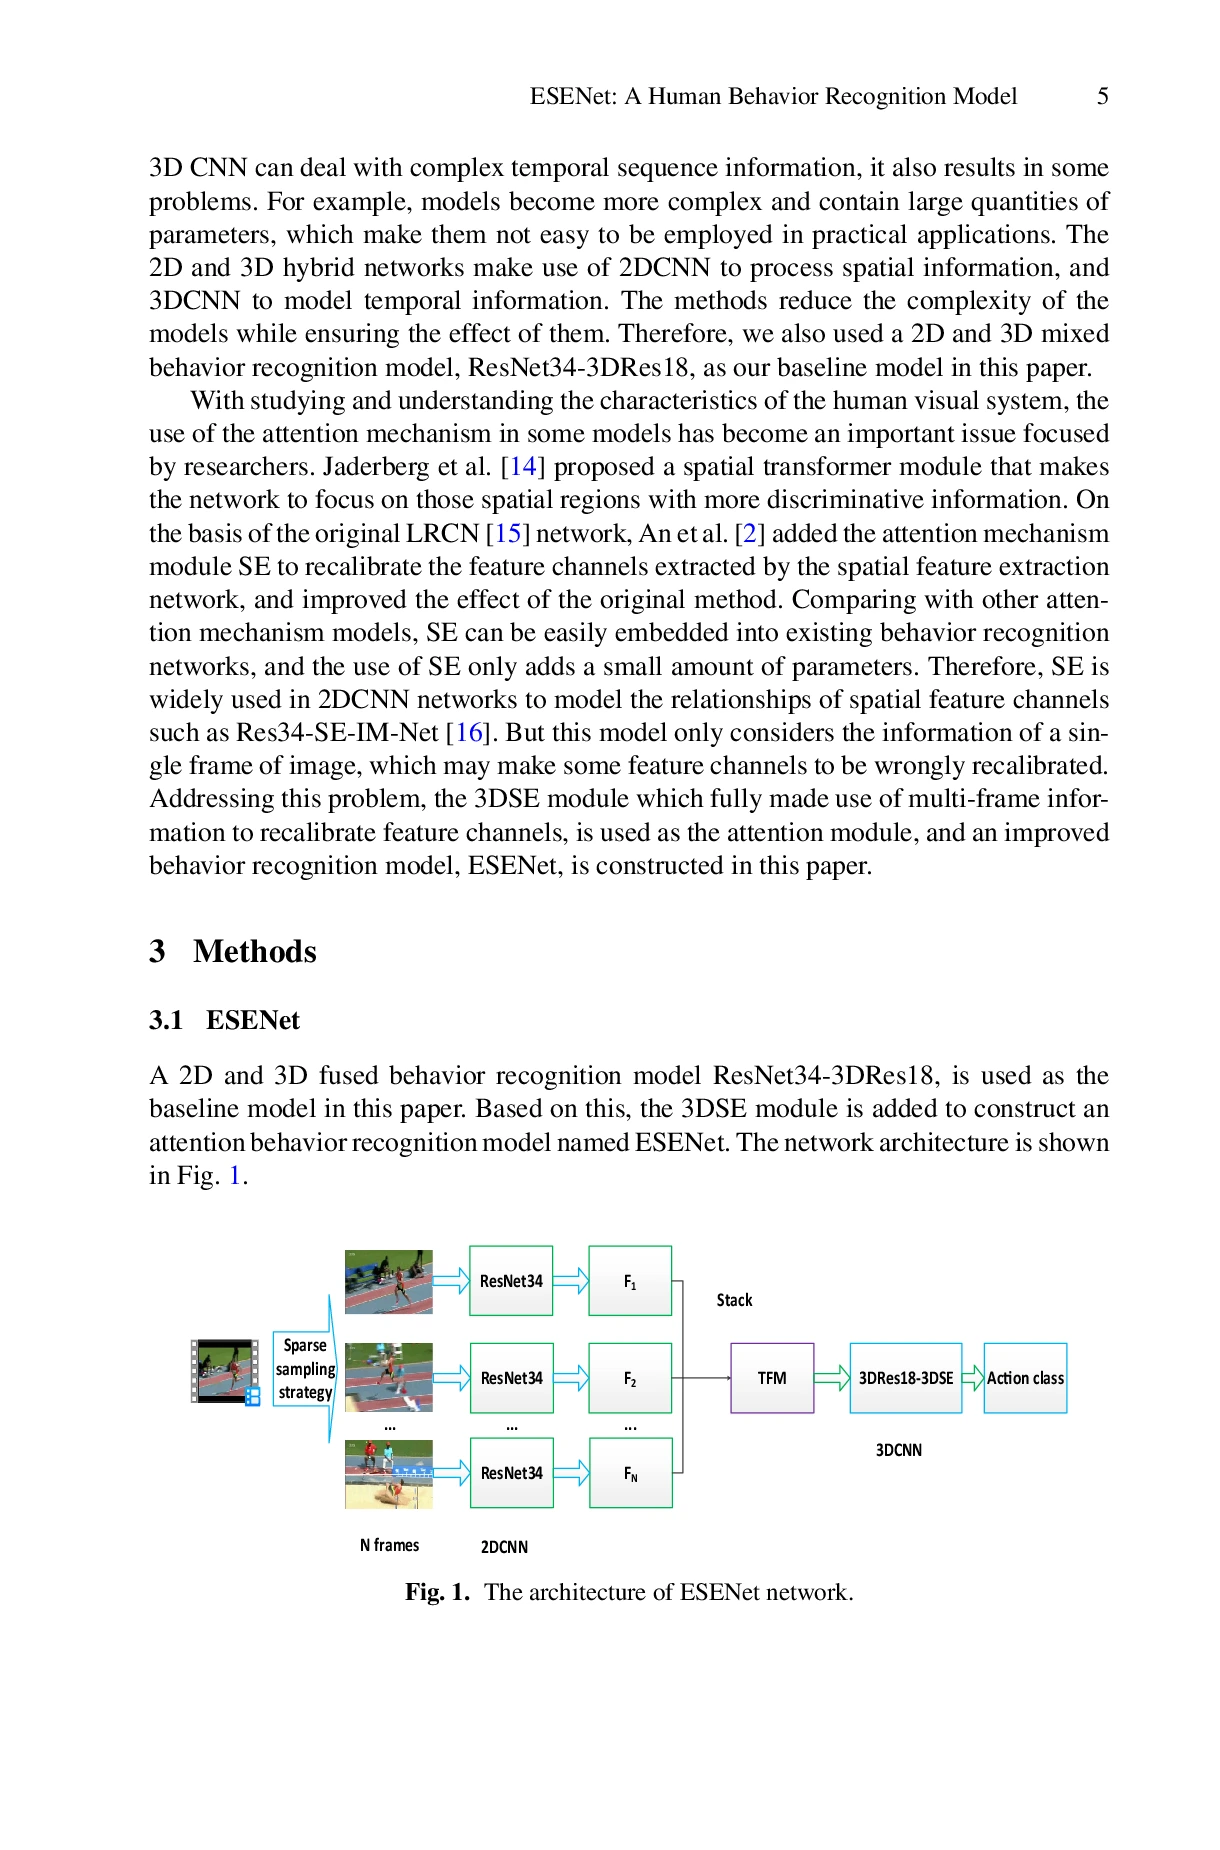 ESENet: A Human Behavior Recognition Model 5
3D CNN can deal with complex temporal sequence information, it also results in some
problems. For example, models become more complex and contain large quantities of
parameters, which make them not easy to be employed in practical applications. The
2D and 3D hybrid networks make use of 2DCNN to process spatial information, and
3DCNN to model temporal information. The methods reduce the complexity of the
models while ensuring the effect of them. Therefore, we also used a 2D and 3D mixed
behavior recognition model, ResNet34-3DRes18, as our baseline model in this paper.
With studying and understanding the characteristics of the human visual system, the
use of the attention mechanism in some models has become an important issue focused
by researchers. Jaderberg et al. [14] proposed a spatial transformer module that makes
the network to focus on those spatial regions with more discriminative information. On
the basis of the original LRCN [15] network, An et al. [2] added the attention mechanism
module SE to recalibrate the feature channels extracted by the spatial feature extraction
network, and improved the effect of the original method. Comparing with other atten-
tion mechanism models, SE can be easily embedded into existing behavior recognition
networks, and the use of SE only adds a small amount of parameters. Therefore, SE is
widely used in 2DCNN networks to model the relationships of spatial feature channels
such as Res34-SE-IM-Net [16]. But this model only considers the information of a sin-
gle frame of image, which may make some feature channels to be wrongly recalibrated.
Addressing this problem, the 3DSE module which fully made use of multi-frame infor-
mation to recalibrate feature channels, is used as the attention module, and an improved
behavior recognition model, ESENet, is constructed in this paper.
3 Methods
3.1 ESENet
A 2D and 3D fused behavior recognition model ResNet34-3DRes18, is used as the
baseline model in this paper. Based on this, the 3DSE module is added to construct an
attention behavior recognition model named ESENet. The network architecture is shown
in Fig. 1.
Sparse
sampling
strategy
ResNet34 F1
Stack
ResNet34 F2 TFM 3DRes18-3DSE Action class
... ... ...
3DCNN
ResNet34 FN
N frames 2DCNN
Fig. 1. The architecture of ESENet network.